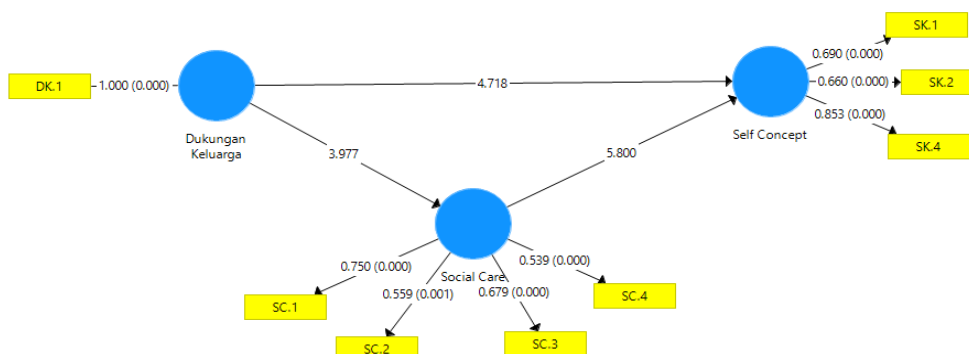 SK.1
0.690 (0.000)
DK.1
1.000 (0.000)
4.718
0.660 (0.000)
SK.2
0.853 (0.000)
Dukungan
Keluarga
Self Concept
SK.4
3.977
5.800
0.750 (0.000)
Social Care
0.539 (0.000)
0.559 (0.001)
0.679 (0.000)
SC.1
SC.4
SC.2
SC.3